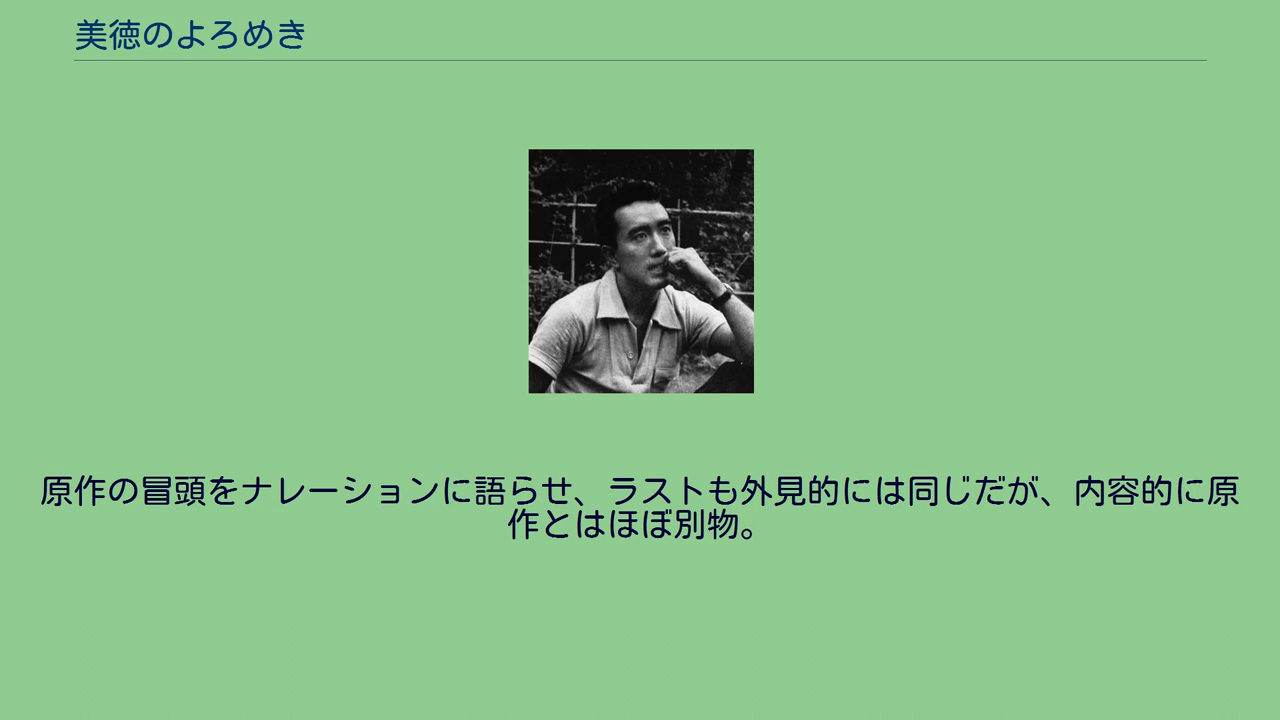 美徳のよろめき
原作の冒頭をナレーションに語らせ、ラストも外見的には同じだが、内容的に原
作とはほぼ別物。